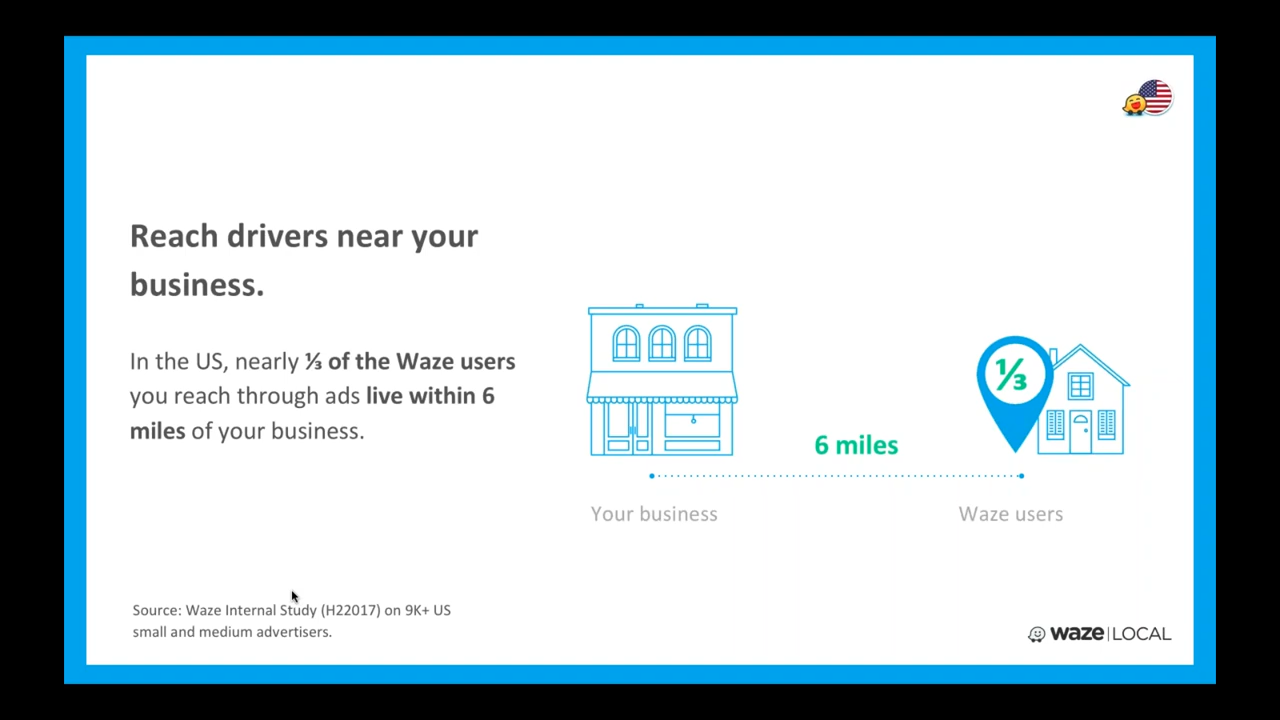 Reach drivers near your
business.
In the US, nearly ⅓ of the Waze users
you reach through ads live within 6
miles of your business.
⅓
6 miles
Your business
Waze users
Source: Waze Internal Study (H22017) on 9K+ US
small and medium advertisers.
waze | LOCAL